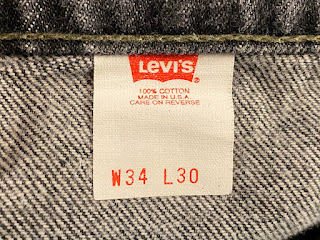 LEVI'S
100% COTTON
MADE IN U.S.A.
CARE ON REVERSE
W34 L30